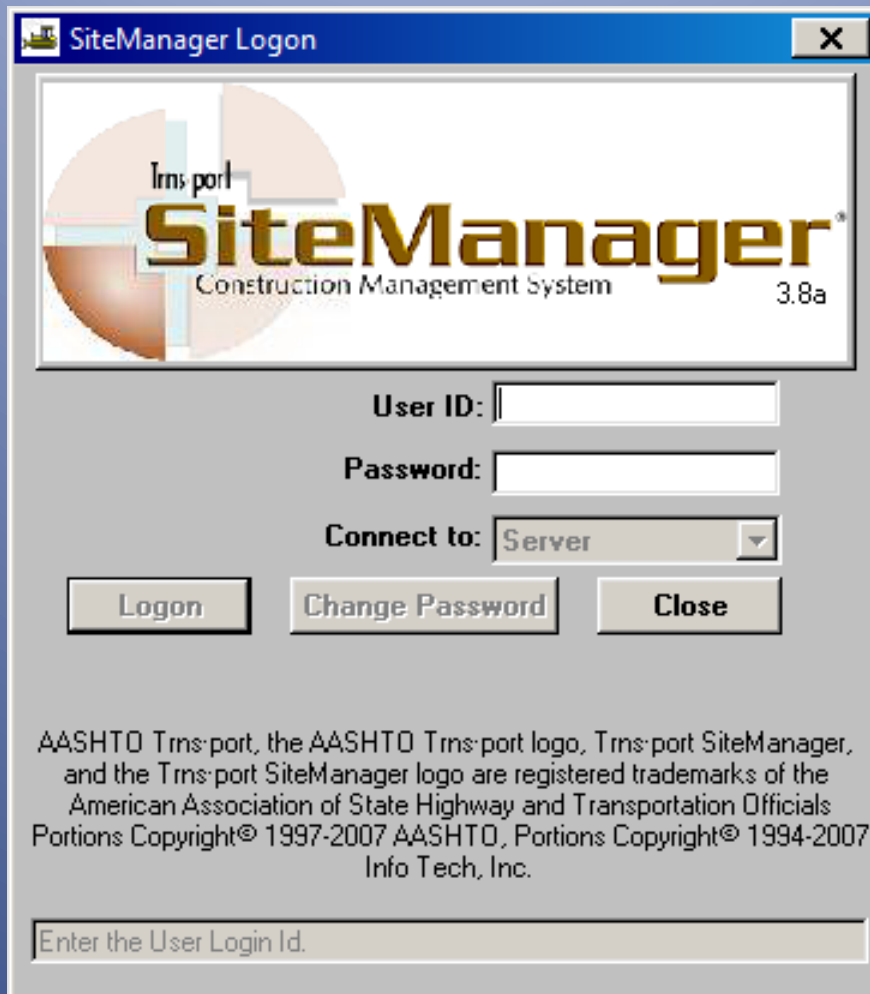 SiteManager Logon
Trns·port
SiteManager®
Construction Management System
3.8a
User ID:
Password:
Connect to: Server
Logon Change Password Close
AASHTO Trns·port, the AASHTO Trns·port logo, Trns·port SiteManager,
and the Trns·port SiteManager logo are registered trademarks of the
American Association of State Highway and Transportation Officials
Portions Copyright© 1997-2007 AASHTO, Portions Copyright© 1994-2007
Info Tech, Inc.
Enter the User Login Id.